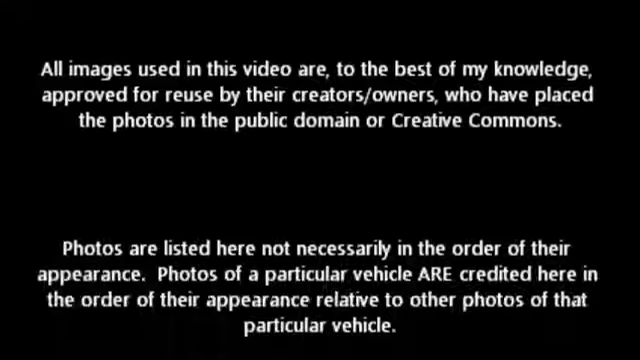 All images used in this video are, to the best of my knowledge,
approved for reuse by their creators/owners, who have placed
the photos in the public domain or Creative Commons.
Photos are listed here not necessarily in the order of their
appearance. Photos of a particular vehicle ARE credited here in
the order of their appearance relative to other photos of that
particular vehicle.